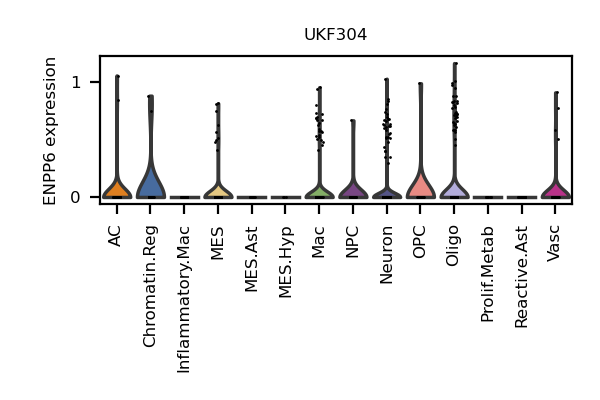 UKF304
ENPP6 expression
1
0
AC
Chromatin.Reg
Inflammatory.Mac
MES
MES.Ast
MES.Hyp
Mac
NPC
Neuron
OPC
Oligo
Prolif.Metab
Reactive.Ast
Vasc